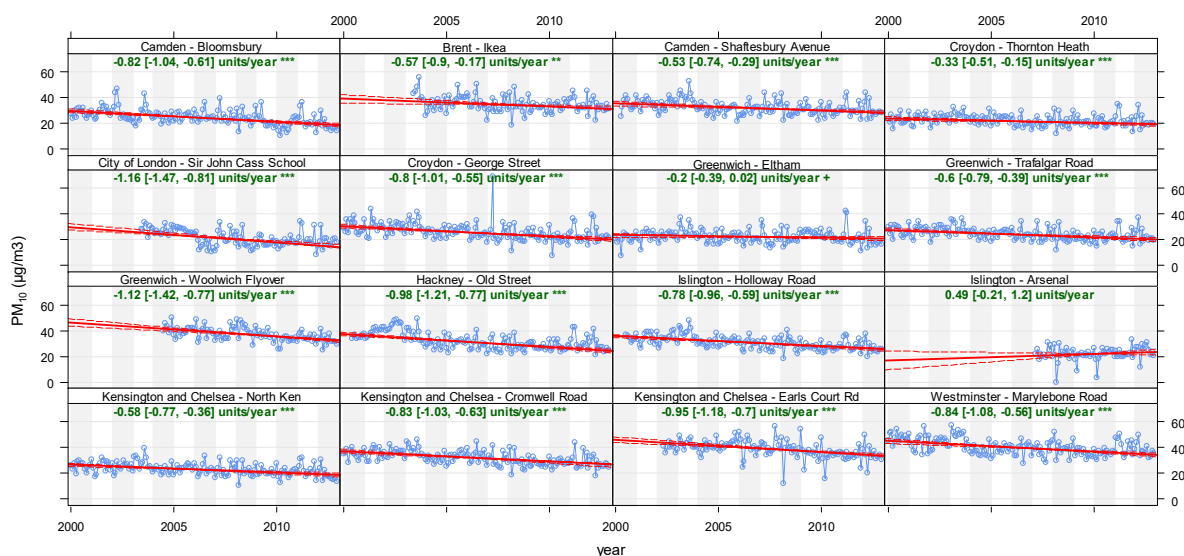 2000 2005 2010 2000 2005 2010
Camden - Bloomsbury
-0.82 [-1.04, -0.61] units/year ***
Brent - Ikea
-0.57 [-0.9, -0.17] units/year **
Camden - Shaftesbury Avenue
-0.53 [-0.74, -0.29] units/year ***
Croydon - Thornton Heath
-0.33 [-0.51, -0.15] units/year ***
60
40
20
0
City of London - Sir John Cass School
-1.16 [-1.47, -0.81] units/year ***
Croydon - George Street
-0.8 [-1.01, -0.55] units/year ***
Greenwich - Eltham
-0.2 [-0.39, 0.02] units/year +
Greenwich - Trafalgar Road
-0.6 [-0.79, -0.39] units/year ***
60
40
20
0
Greenwich - Woolwich Flyover
-1.12 [-1.42, -0.77] units/year ***
Hackney - Old Street
-0.98 [-1.21, -0.77] units/year ***
Islington - Holloway Road
-0.78 [-0.96, -0.59] units/year ***
Islington - Arsenal
0.49 [-0.21, 1.2] units/year
60
40
20
0
Kensington and Chelsea - North Ken
-0.58 [-0.77, -0.36] units/year ***
Kensington and Chelsea - Cromwell Road
-0.83 [-1.03, -0.63] units/year ***
Kensington and Chelsea - Earls Court Rd
-0.95 [-1.18, -0.7] units/year ***
Westminster - Marylebone Road
-0.84 [-1.08, -0.56] units/year ***
60
40
20
0
PM10 (μg/m3)
2000 2005 2010 2000 2005 2010
year